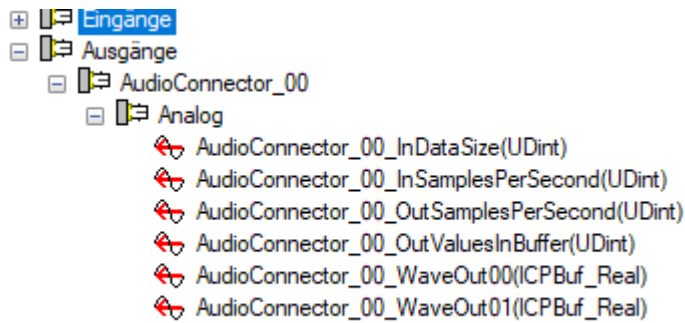 Eingänge
Ausgänge
AudioConnector_00
Analog
AudioConnector_00_InDataSize(UDint)
AudioConnector_00_InSamplesPerSecond(UDint)
AudioConnector_00_OutSamplesPerSecond(UDint)
AudioConnector_00_OutValuesInBuffer(UDint)
AudioConnector_00_WaveOut00(ICPBuf_Real)
AudioConnector_00_WaveOut01(ICPBuf_Real)